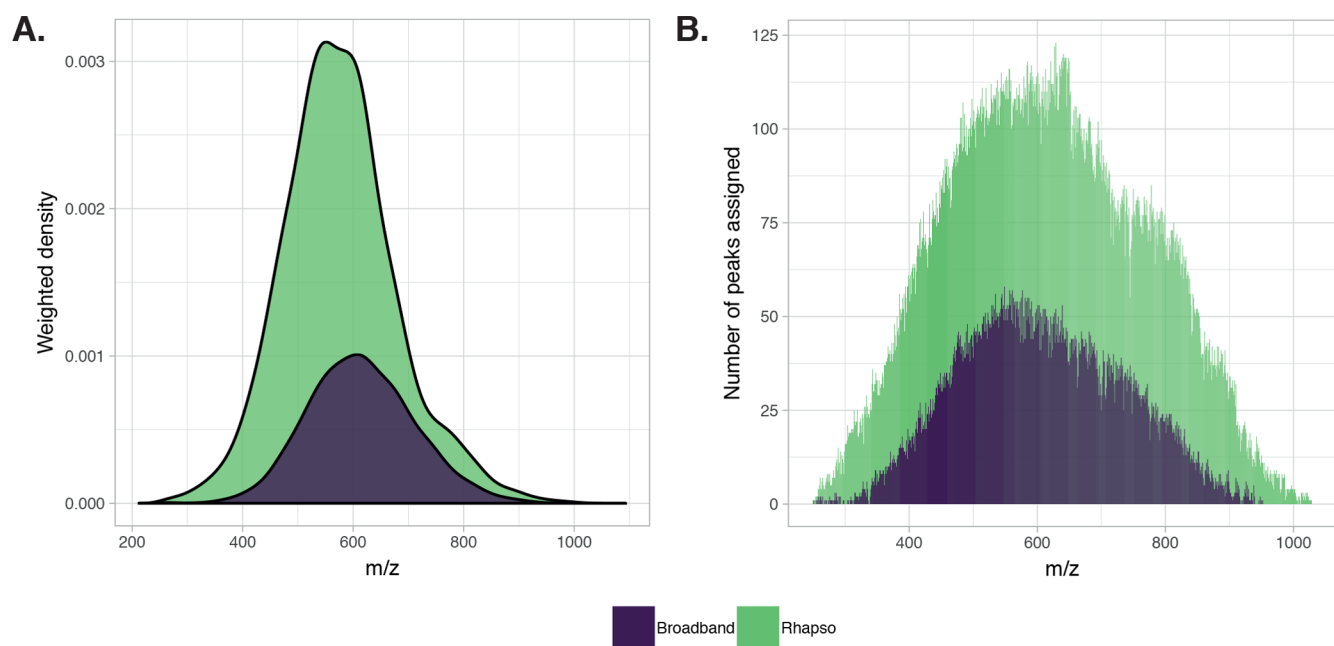 A.
Weighted density
0.003
0.002
0.001
0.000
200 400 600 800 1000
m/z
B.
Number of peaks assigned
125
100
75
50
25
0
400 600 800 1000
m/z
Broadband Rhapso